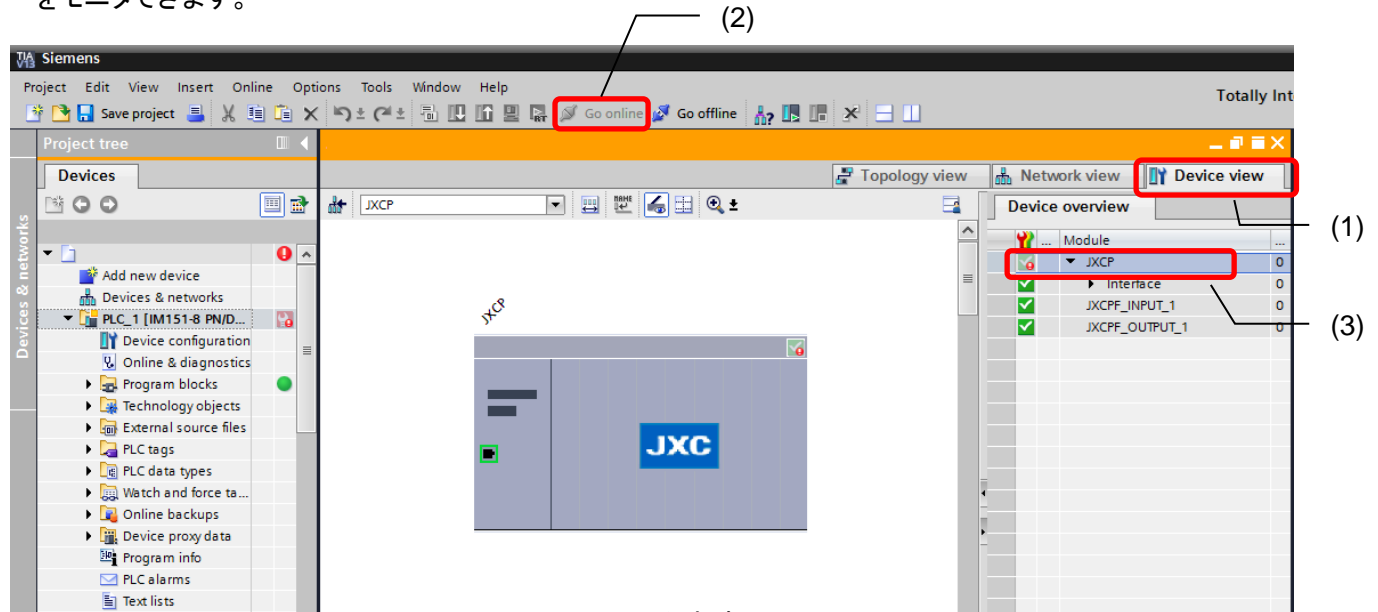 をモニタできます。
(2)
TIA V13 Siemens
Project Edit View Insert Online Options Tools Window Help
Totally Int
Save project RT Go online Go offline
Project tree
Devices
Topology view Network view Device view
JXCP NAME
Device overview
(1)
... Module ...
JXCP 0
Interface 0
JXCPF_INPUT_1 0
JXCPF_OUTPUT_1 0
(3)
Devices & networks
Add new device
Devices & networks
PLC_1 [IM151-8 PN/D...
Device configuration
Online & diagnostics
Program blocks
Technology objects
External source files
PLC tags
PLC data types
Watch and force ta...
Online backups
Device proxy data
Program info
PLC alarms
Text lists
JXCP
JXC